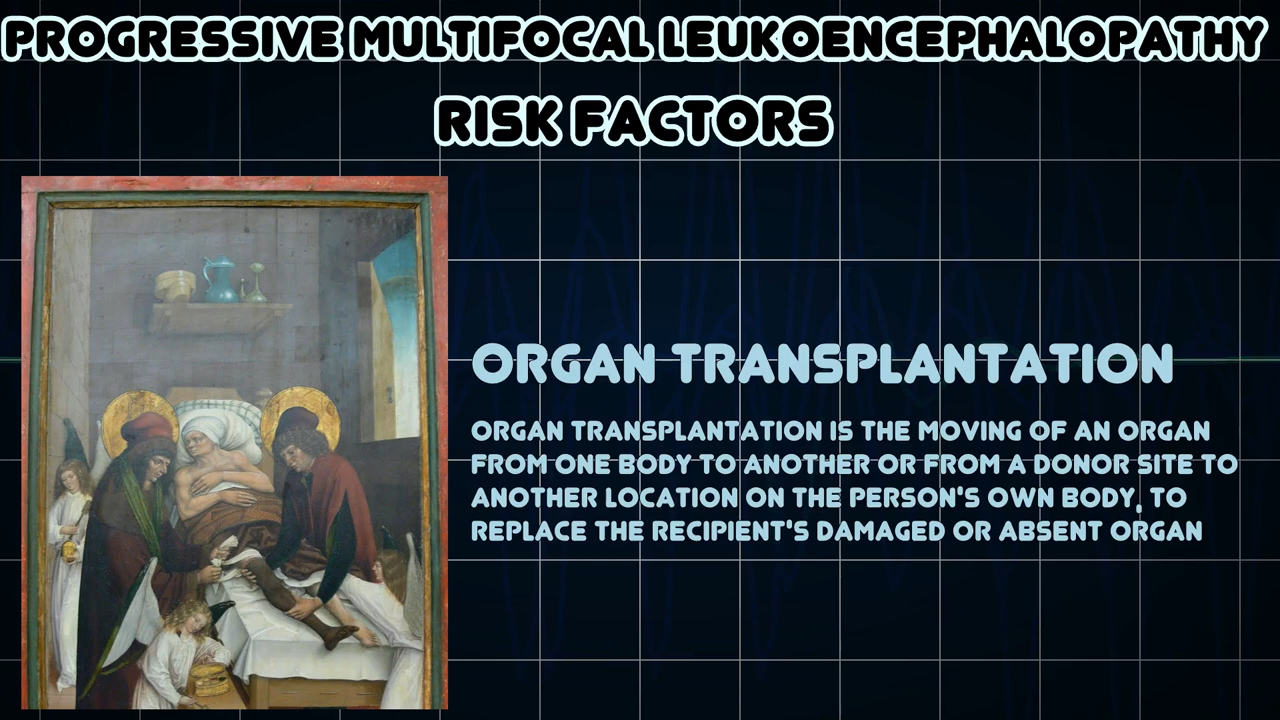 PROGRESSIVE MULTIFOCAL LEUKOENCEPHALOPATHY
RISK FACTORS
ORGAN TRANSPLANTATION
ORGAN TRANSPLANTATION IS THE MOVING OF AN ORGAN
FROM ONE BODY TO ANOTHER OR FROM A DONOR SITE TO
ANOTHER LOCATION ON THE PERSON'S OWN BODY, TO
REPLACE THE RECIPIENT'S DAMAGED OR ABSENT ORGAN